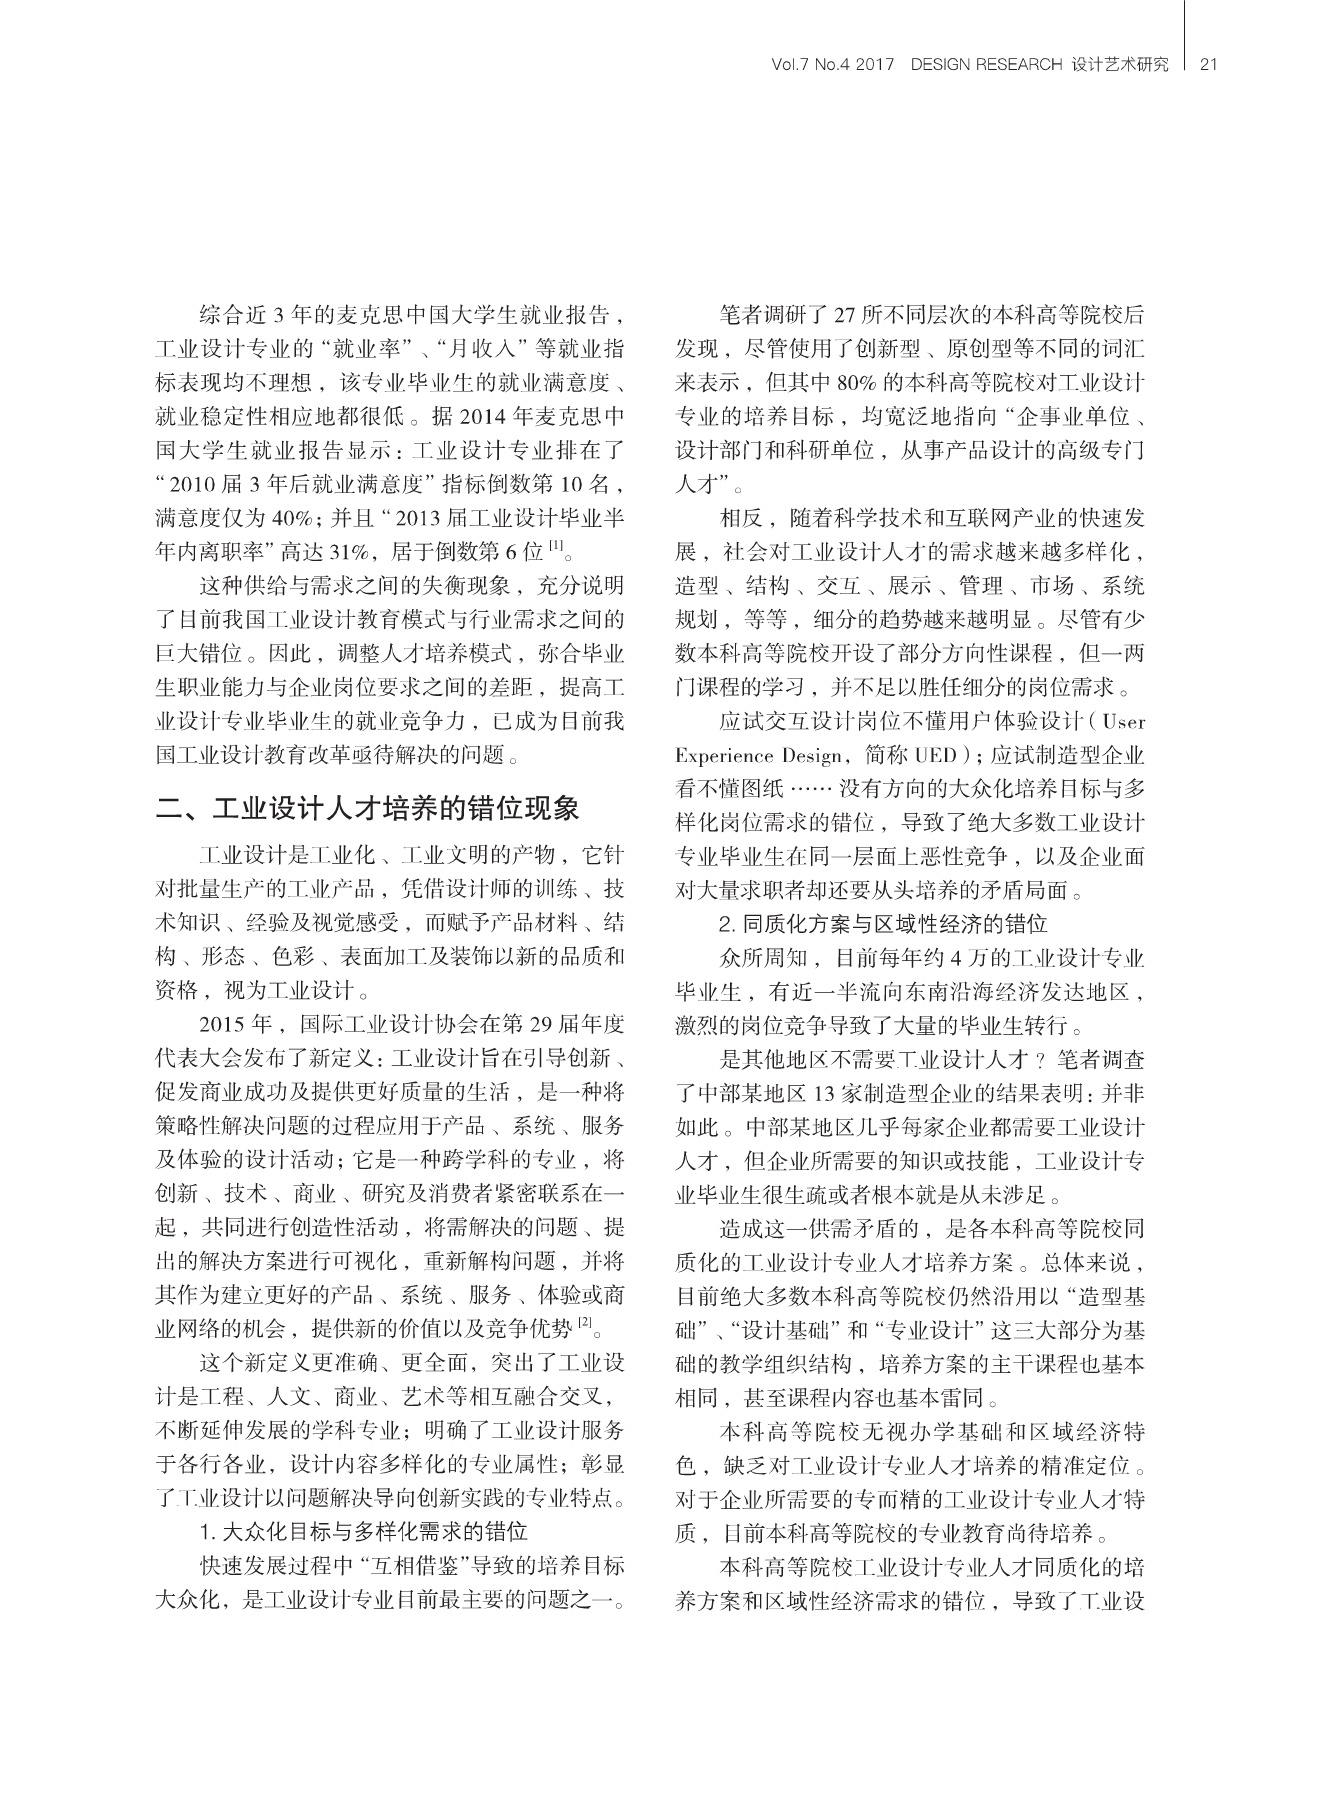 Vol.7 No.4 2017 DESIGN RESEARCH 设计艺术研究 21
综合近 3 年的麦克思中国大学生就业报告，
工业设计专业的“就业率”、“月收入”等就业指
标表现均不理想，该专业毕业生的就业满意度、
就业稳定性相应地都很低。据 2014 年麦克思中
国大学生就业报告显示：工业设计专业排在了
“2010 届 3 年后就业满意度”指标倒数第 10 名，
满意度仅为 40%；并且“2013 届工业设计毕业半
年内离职率”高达 31%，居于倒数第 6 位 [1]。
这种供给与需求之间的失衡现象，充分说明
了目前我国工业设计教育模式与行业需求之间的
巨大错位。因此，调整人才培养模式，弥合毕业
生职业能力与企业岗位要求之间的差距，提高工
业设计专业毕业生的就业竞争力，已成为目前我
国工业设计教育改革亟待解决的问题。
二、工业设计人才培养的错位现象
工业设计是工业化、工业文明的产物，它针
对批量生产的工业产品，凭借设计师的训练、技
术知识、经验及视觉感受，而赋予产品材料、结
构、形态、色彩、表面加工及装饰以新的品质和
资格，视为工业设计。
2015 年，国际工业设计协会在第 29 届年度
代表大会发布了新定义：工业设计旨在引导创新、
促发商业成功及提供更好质量的生活，是一种将
策略性解决问题的过程应用于产品、系统、服务
及体验的设计活动；它是一种跨学科的专业，将
创新、技术、商业、研究及消费者紧密联系在一
起，共同进行创造性活动，将需解决的问题、提
出的解决方案进行可视化，重新解构问题，并将
其作为建立更好的产品、系统、服务、体验或商
业网络的机会，提供新的价值以及竞争优势 [2]。
这个新定义更准确、更全面，突出了工业设
计是工程、人文、商业、艺术等相互融合交叉，
不断延伸发展的学科专业；明确了工业设计服务
于各行各业，设计内容多样化的专业属性；彰显
了工业设计以问题解决导向创新实践的专业特点。
1. 大众化目标与多样化需求的错位
快速发展过程中“互相借鉴”导致的培养目标
大众化，是工业设计专业目前最主要的问题之一。
笔者调研了 27 所不同层次的本科高等院校后
发现，尽管使用了创新型、原创型等不同的词汇
来表示，但其中 80% 的本科高等院校对工业设计
专业的培养目标，均宽泛地指向“企事业单位、
设计部门和科研单位，从事产品设计的高级专门
人才”。
相反，随着科学技术和互联网产业的快速发
展，社会对工业设计人才的需求越来越多样化，
造型、结构、交互、展示、管理、市场、系统
规划，等等，细分的趋势越来越明显。尽管有少
数本科高等院校开设了部分方向性课程，但一两
门课程的学习，并不足以胜任细分的岗位需求。
应试交互设计岗位不懂用户体验设计（User
Experience Design，简称 UED）；应试制造型企业
看不懂图纸……没有方向的大众化培养目标与多
样化岗位需求的错位，导致了绝大多数工业设计
专业毕业生在同一层面上恶性竞争，以及企业面
对大量求职者却还要从头培养的矛盾局面。
2. 同质化方案与区域性经济的错位
众所周知，目前每年约 4 万的工业设计专业
毕业生，有近一半流向东南沿海经济发达地区，
激烈的岗位竞争导致了大量的毕业生转行。
是其他地区不需要工业设计人才？笔者调查
了中部某地区 13 家制造型企业的结果表明：并非
如此。中部某地区几乎每家企业都需要工业设计
人才，但企业所需要的知识或技能，工业设计专
业毕业生很生疏或者根本就是从未涉足。
造成这一供需矛盾的，是各本科高等院校同
质化的工业设计专业人才培养方案。总体来说，
目前绝大多数本科高等院校仍然沿用以“造型基
础”、“设计基础”和“专业设计”这三大部分为基
础的教学组织结构，培养方案的主干课程也基本
相同，甚至课程内容也基本雷同。
本科高等院校无视办学基础和区域经济特
色，缺乏对工业设计专业人才培养的精准定位。
对于企业所需要的专而精的工业设计专业人才特
质，目前本科高等院校的专业教育尚待培养。
本科高等院校工业设计专业人才同质化的培
养方案和区域性经济需求的错位，导致了工业设